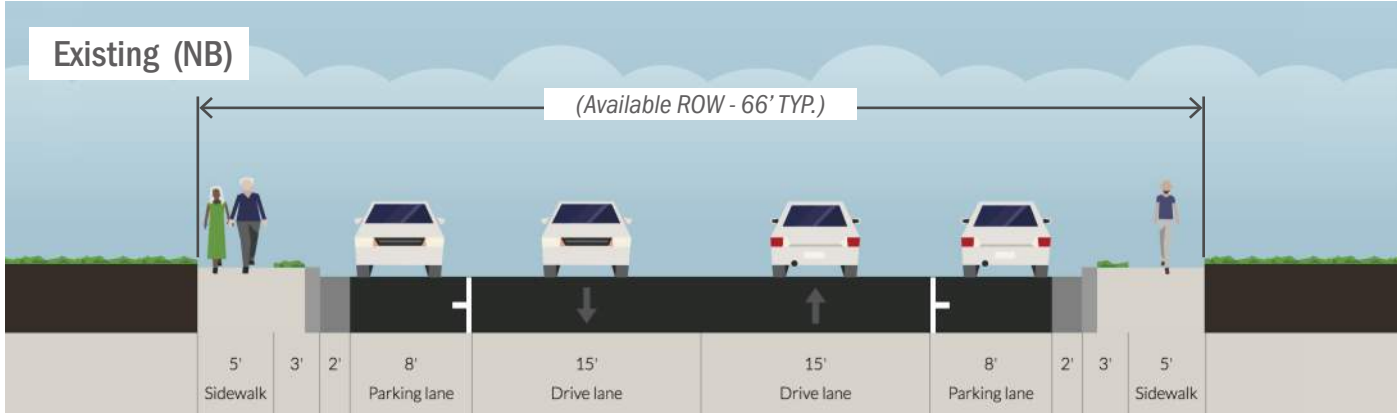 Existing (NB)
(Available ROW - 66' TYP.)
5' 3' 2' 8' 15' 15' 8' 2' 3' 5'
Sidewalk Parking lane Drive lane Drive lane Parking lane Sidewalk